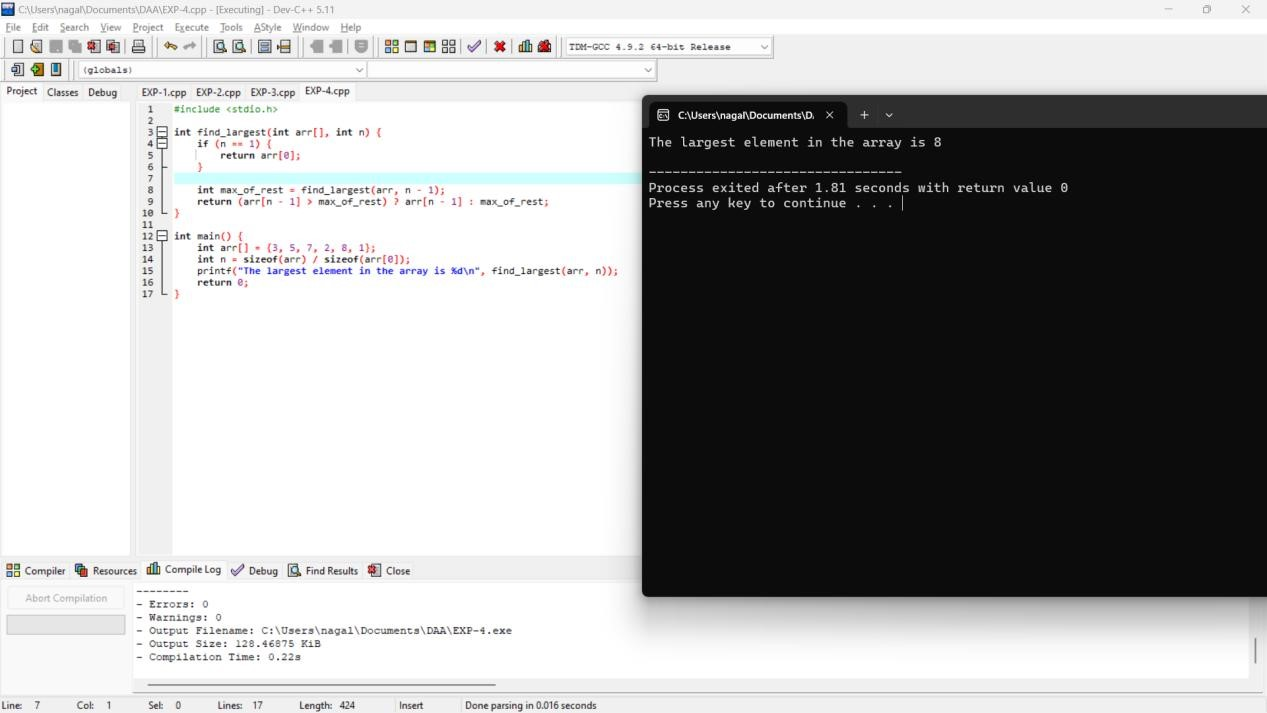 C:\Users\nagal\Documents\DAA\EXP-4.cpp - [Executing] - Dev-C++ 5.11
File Edit Search View Project Execute Tools AStyle Window Help
TDM-GCC 4.9.2 64-bit Release
(globals)
Project Classes Debug
EXP-1.cpp EXP-2.cpp EXP-3.cpp EXP-4.cpp
1 #include <stdio.h>
2
3 int find_largest(int arr[], int n) {
4 if (n == 1) {
5 return arr[0];
6 }
7
8 int max_of_rest = find_largest(arr, n - 1);
9 return (arr[n - 1] > max_of_rest) ? arr[n - 1] : max_of_rest;
10 }
11
12 int main() {
13 int arr[] = {3, 5, 7, 2, 8, 1};
14 int n = sizeof(arr) / sizeof(arr[0]);
15 printf("The largest element in the array is %d\n", find_largest(arr, n));
16 return 0;
17 }
C:\Users\nagal\Documents\D.
The largest element in the array is 8
--------------------------------
Process exited after 1.81 seconds with return value 0
Press any key to continue . . .
Compiler Resources Compile Log Debug Find Results Close
Abort Compilation
--------
- Errors: 0
- Warnings: 0
- Output Filename: C:\Users\nagal\Documents\DAA\EXP-4.exe
- Output Size: 128.46875 KiB
- Compilation Time: 0.22s
Line: 7 Col: 1 Sel: 0 Lines: 17 Length: 424 Insert Done parsing in 0.016 seconds